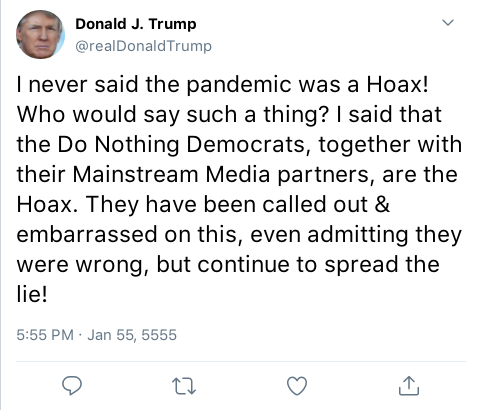 Donald J. Trump
@realDonaldTrump
I never said the pandemic was a Hoax!
Who would say such a thing? I said that
the Do Nothing Democrats, together with
their Mainstream Media partners, are the
Hoax. They have been called out &
embarrassed on this, even admitting they
were wrong, but continue to spread the
lie!
5:55 PM · Jan 55, 5555